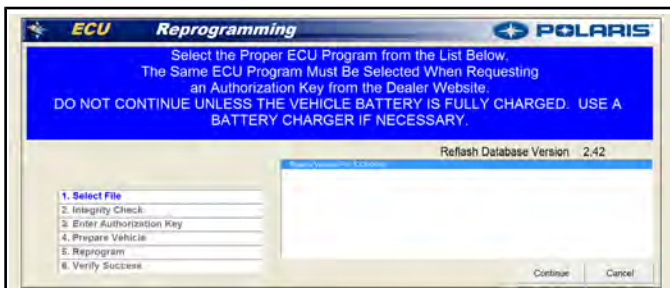 ECU Reprogramming POLARIS
Select the Proper ECU Program from the List Below.
The Same ECU Program Must Be Selected When Requesting
an Authorization Key from the Dealer Website.
DO NOT CONTINUE UNLESS THE VEHICLE BATTERY IS FULLY CHARGED. USE A
BATTERY CHARGER IF NECESSARY.
Reflash Database Version 2.42
1. Select File
2. Integrity Check
3. Enter Authorization Key
4. Prepare Vehicle
5. Reprogram
6. Verify Success
Continue Cancel